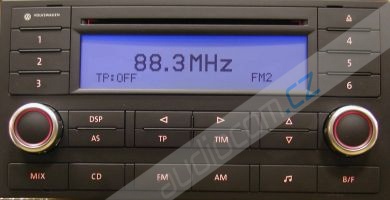 VOLKSWAGEN
1
2
3
4
5
6
88.3MHz
TP:OFF FM2
DSP
AS TP TIM
MIX CD FM AM B/F
audiocom.cz